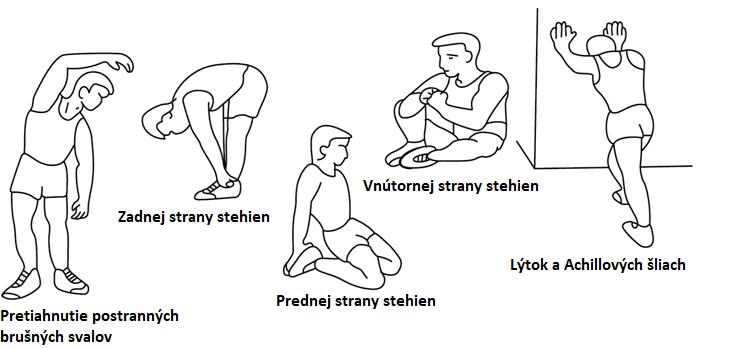 Pretiahnutie postranných
brušných svalov
Zadnej strany stehien
Prednej strany stehien
Vnútornej strany stehien
Lýtok a Achillových šliach